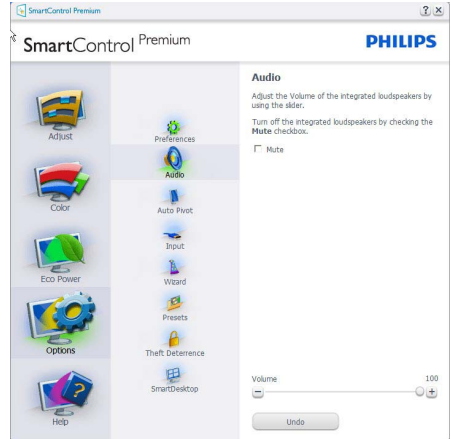 SmartControl Premium
SmartControl Premium
PHILIPS
Adjust
Color
Eco Power
Options
Help
Preferences
Audio
Auto Pivot
Input
Wizard
Presets
Theft Deterrence
SmartDesktop
Audio
Adjust the Volume of the integrated loudspeakers by
using the slider.
Turn off the integrated loudspeakers by checking the
Mute checkbox.
Mute
Volume 100
Undo